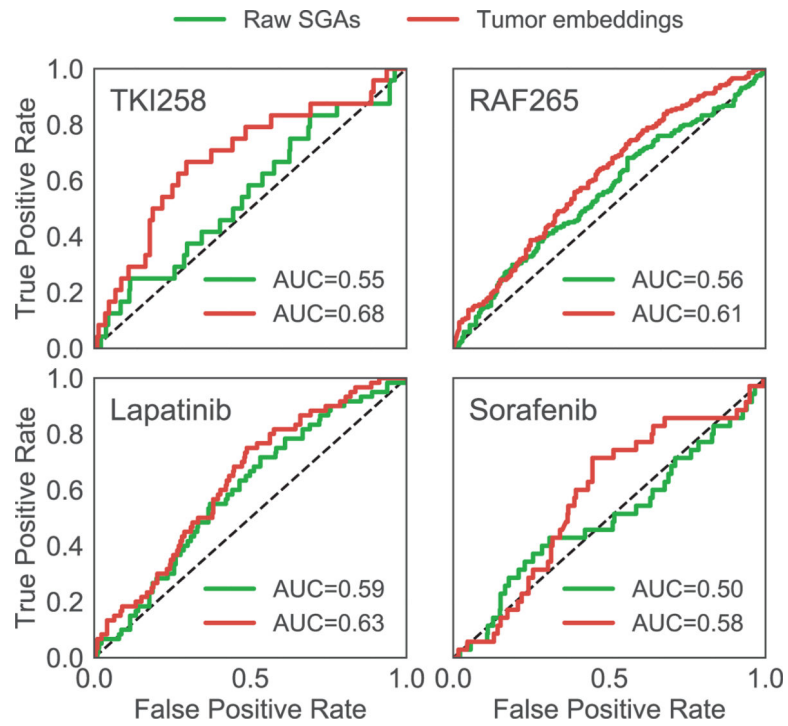 Raw SGAs Tumor embeddings
TKI258
RAF265
True Positive Rate
1.0
0.8
0.6
0.4
0.2
0.0
AUC=0.55
AUC=0.68
AUC=0.56
AUC=0.61
Lapatinib
Sorafenib
True Positive Rate
1.0
0.8
0.6
0.4
0.2
0.0
AUC=0.59
AUC=0.63
AUC=0.50
AUC=0.58
0.0 0.5 1.0 0.0 0.5 1.0
False Positive Rate False Positive Rate